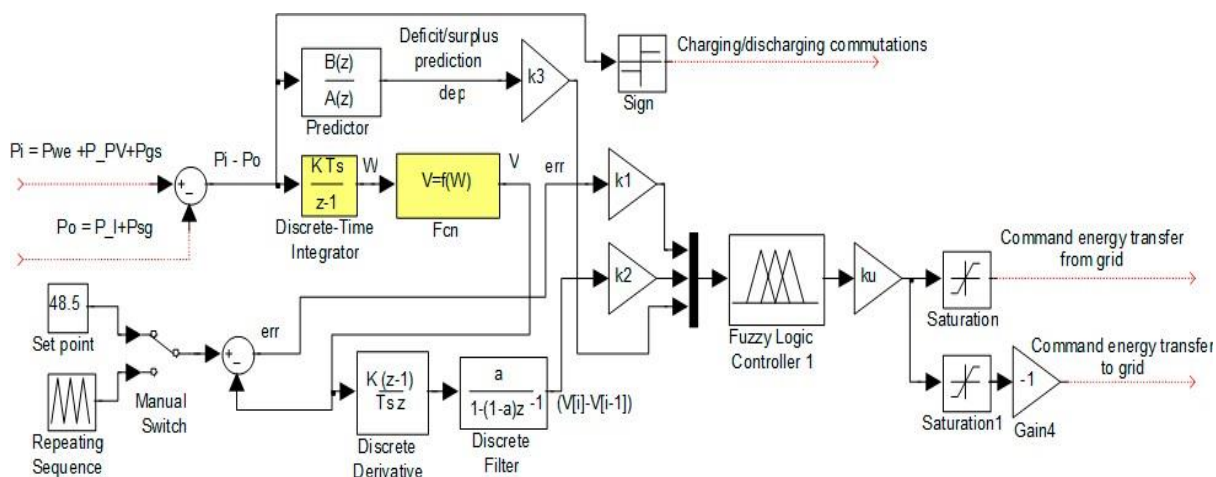 Deficit/surplus
prediction
dep
Charging/discharging commutations
B(z)
A(z)
k3
Sign
Predictor
Pi = Pwe +P_PV+Pgs
Pi - Po
K Ts
z-1
W
V=f(W)
V
err
k1
Po = P_l+Psg
Discrete-Time
Integrator
Fcn
Command energy transfer
from grid
k2
ku
48.5
Set point
err
Fuzzy Logic
Controller 1
Saturation
Command energy transfer
to grid
K (z-1)
Ts z
a
1-(1-a)z -1
(V[i]-V[i-1])
-1
Manual
Switch
Repeating
Sequence
Discrete
Derivative
Discrete
Filter
Saturation1
Gain4